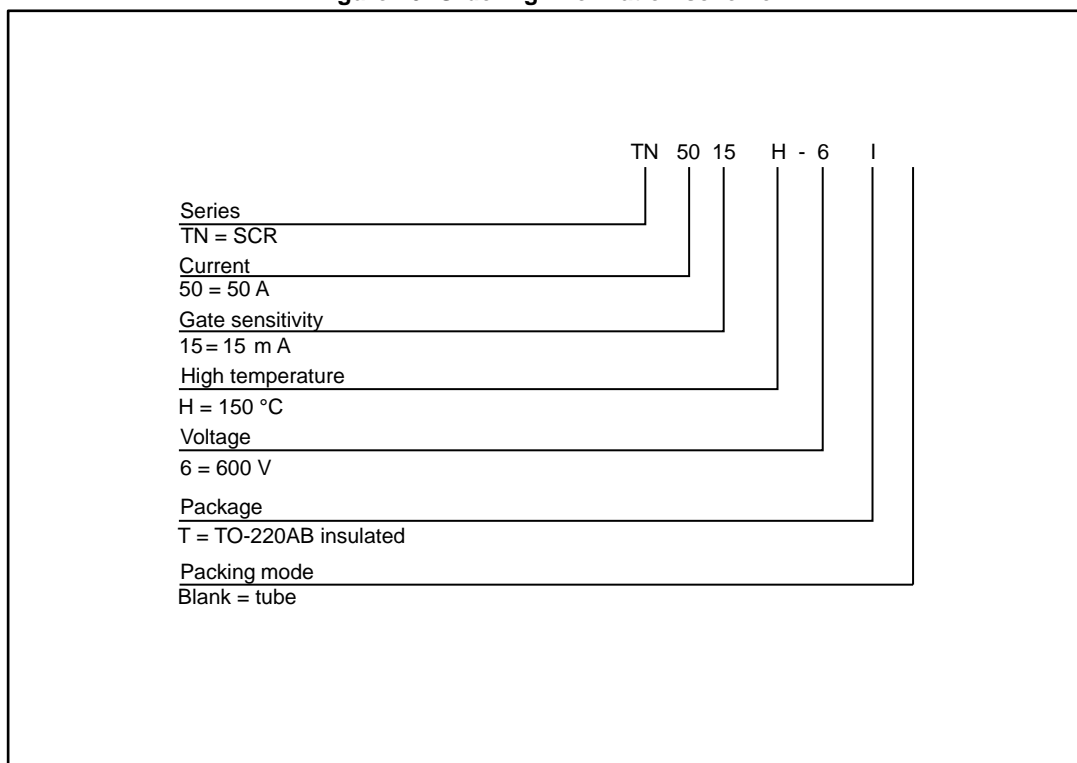 TN 50 15 H - 6 I
Series
TN = SCR
Current
50 = 50 A
Gate sensitivity
15 = 15 m A
High temperature
H = 150 °C
Voltage
6 = 600 V
Package
T = TO-220AB insulated
Packing mode
Blank = tube